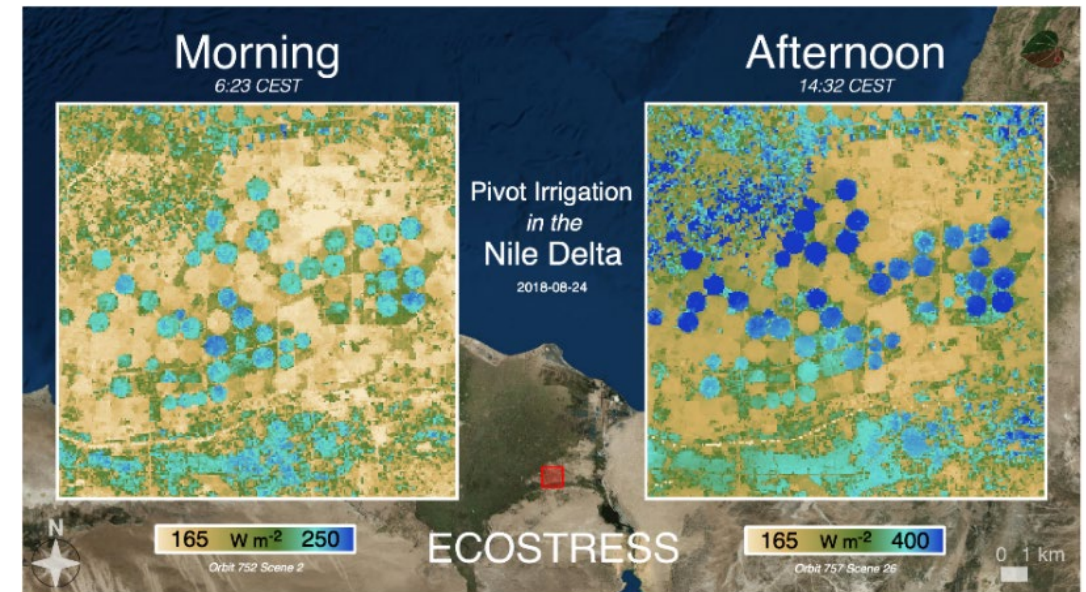 Morning
6:23 CEST
Afternoon
14:32 CEST
Pivot Irrigation
in the
Nile Delta
2018-08-24
N
165 W m⁻² 250
Orbit 752 Scene 2
ECOSTRESS
165 W m⁻² 400
Orbit 757 Scene 26
0 1 km